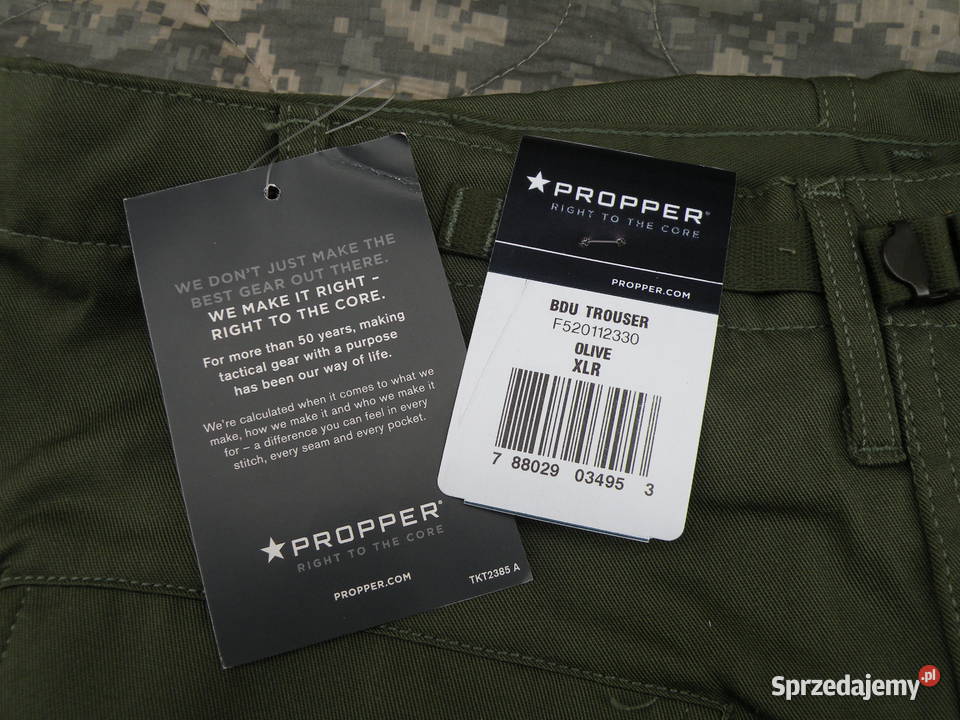 WE DON'T JUST MAKE THE
BEST GEAR OUT THERE.
WE MAKE IT RIGHT –
RIGHT TO THE CORE.
For more than 50 years, making
tactical gear with a purpose
has been our way of life.
We're calculated when it comes to what we
make, how we make it and who we make it
for – a difference you can feel in every
stitch, every seam and every pocket.
PROPPER®
RIGHT TO THE CORE
PROPPER.COM
TKT2385 A
PROPPER®
RIGHT TO THE CORE
PROPPER.COM
BDU TROUSER
F520112330
OLIVE
XLR
7 88029 03495 3
Sprzedajemy.pl